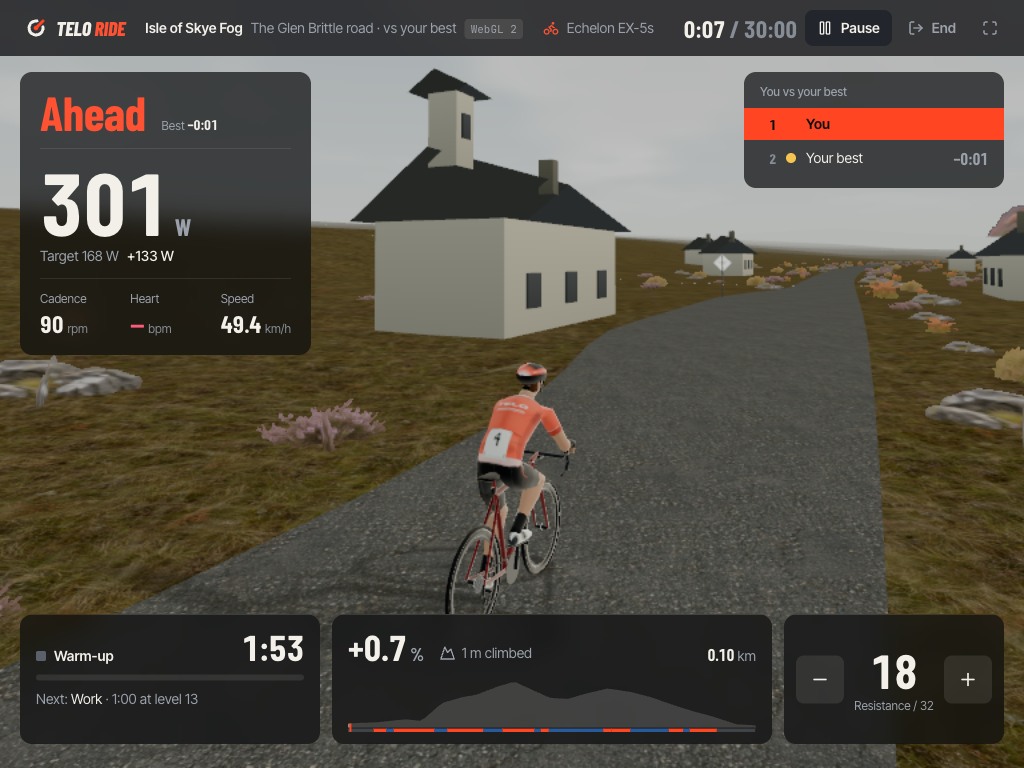 TELO RIDE Isle of Skye Fog The Glen Brittle road · vs your best WebGL 2 Echelon EX-5s 0:07 / 30:00 Pause End
Ahead Best −0:01
301 W
Target 168 W +133 W
Cadence Heart Speed
90 rpm – bpm 49.4 km/h
You vs your best
1 You
2 Your best −0:01
4
Warm-up 1:53
Next: Work · 1:00 at level 13
+0.7 % 1 m climbed 0.10 km
− 18 +
Resistance / 32